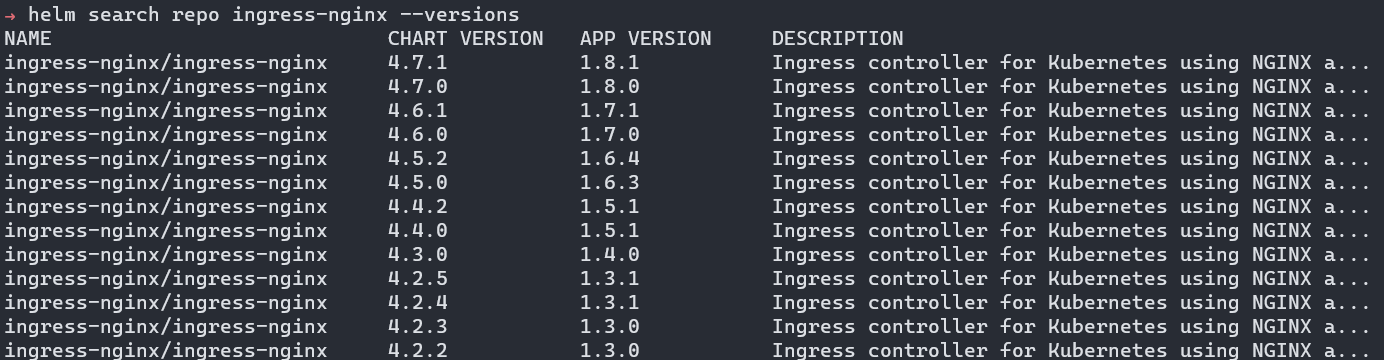 → helm search repo ingress-nginx --versions
NAME CHART VERSION APP VERSION DESCRIPTION
ingress-nginx/ingress-nginx 4.7.1 1.8.1 Ingress controller for Kubernetes using NGINX a...
ingress-nginx/ingress-nginx 4.7.0 1.8.0 Ingress controller for Kubernetes using NGINX a...
ingress-nginx/ingress-nginx 4.6.1 1.7.1 Ingress controller for Kubernetes using NGINX a...
ingress-nginx/ingress-nginx 4.6.0 1.7.0 Ingress controller for Kubernetes using NGINX a...
ingress-nginx/ingress-nginx 4.5.2 1.6.4 Ingress controller for Kubernetes using NGINX a...
ingress-nginx/ingress-nginx 4.5.0 1.6.3 Ingress controller for Kubernetes using NGINX a...
ingress-nginx/ingress-nginx 4.4.2 1.5.1 Ingress controller for Kubernetes using NGINX a...
ingress-nginx/ingress-nginx 4.4.0 1.5.1 Ingress controller for Kubernetes using NGINX a...
ingress-nginx/ingress-nginx 4.3.0 1.4.0 Ingress controller for Kubernetes using NGINX a...
ingress-nginx/ingress-nginx 4.2.5 1.3.1 Ingress controller for Kubernetes using NGINX a...
ingress-nginx/ingress-nginx 4.2.4 1.3.1 Ingress controller for Kubernetes using NGINX a...
ingress-nginx/ingress-nginx 4.2.3 1.3.0 Ingress controller for Kubernetes using NGINX a...
ingress-nginx/ingress-nginx 4.2.2 1.3.0 Ingress controller for Kubernetes using NGINX a...